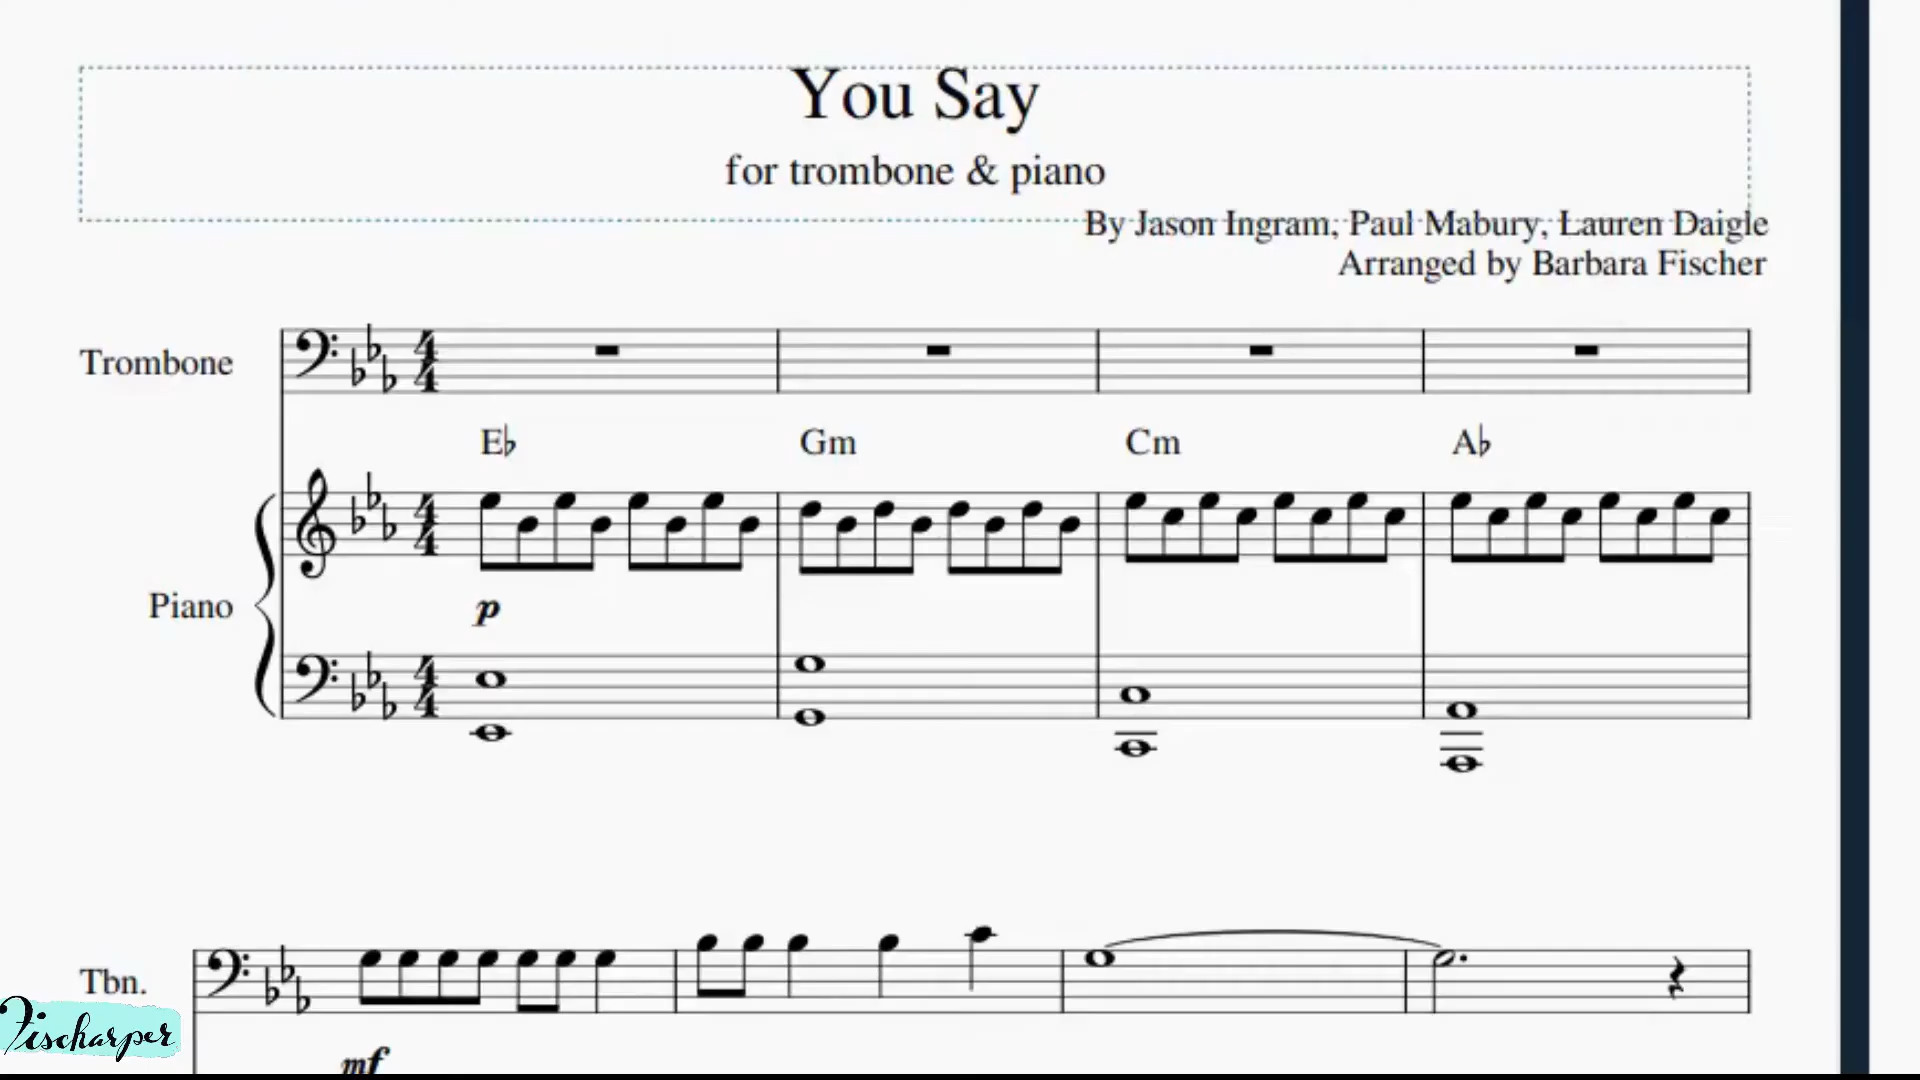 You Say
for trombone & piano
By Jason Ingram, Paul Mabury, Lauren Daigle
Arranged by Barbara Fischer
Trombone
E♭ Gm Cm A♭
Piano
p
Tbn.
Fischarper
mf